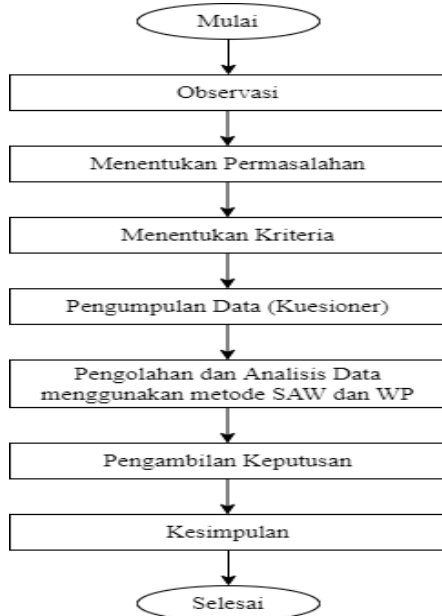 Mulai
Observasi
Menentukan Permasalahan
Menentukan Kriteria
Pengumpulan Data (Kuesioner)
Pengolahan dan Analisis Data
menggunakan metode SAW dan WP
Pengambilan Keputusan
Kesimpulan
Selesai